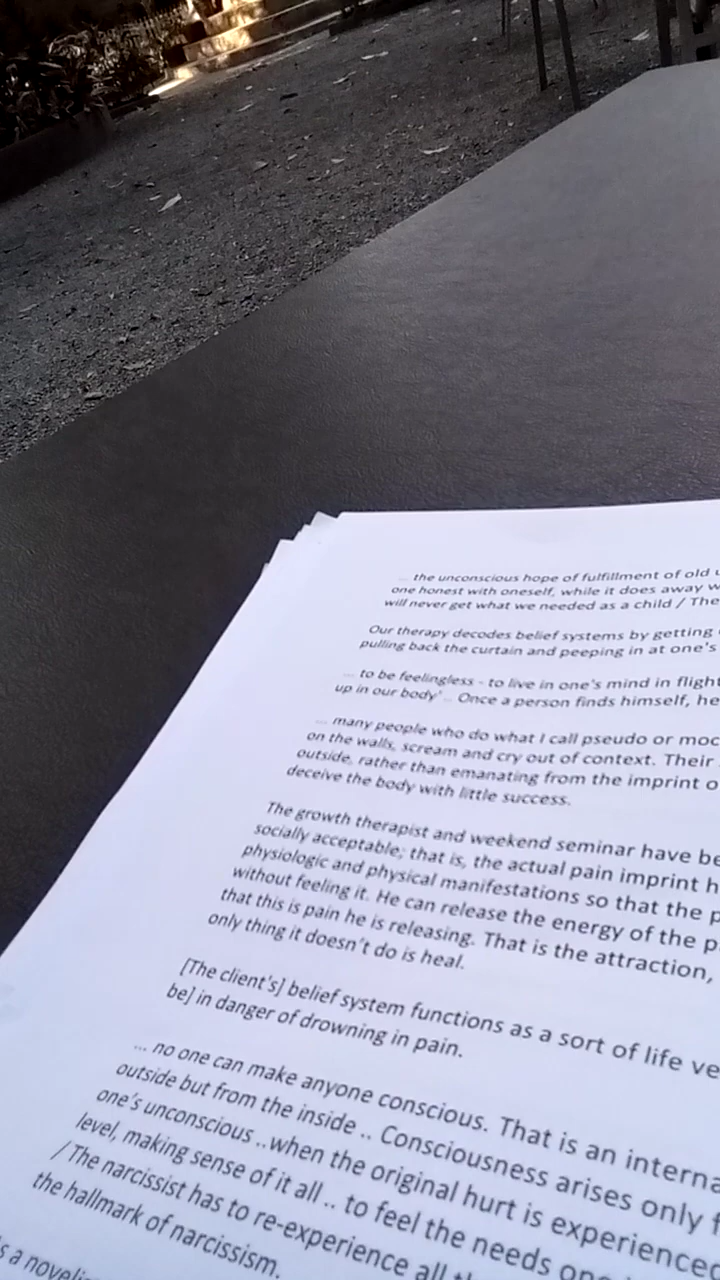 ... the unconscious hope of fulfillment of old
one honest with oneself, while it does away
will never get what we needed as a child / The
Our therapy decodes belief systems by getting
pulling back the curtain and peeping in at one's
... to be feelingless - to live in one's mind in flight
up in our body' .. Once a person finds himself, he
... many people who do what I call pseudo or
on the walls, scream and cry out of context. Their
outside, rather than emanating from the imprint
deceive the body with little success.
The growth therapist and weekend seminar have
socially acceptable; that is, the actual pain imprint
physiologic and physical manifestations so that the
without feeling it. He can release the energy of the
that this is pain he is releasing. That is the attraction,
only thing it doesn't do is heal.
[The client's] belief system functions as a sort of life
be] in danger of drowning in pain.
... no one can make anyone conscious. That is an
outside but from the inside .. Consciousness arises only
one's unconscious .. when the original hurt is experienced
level, making sense of it all .. to feel the needs
/ The narcissist has to re-experience all
the hallmark of narcissism.